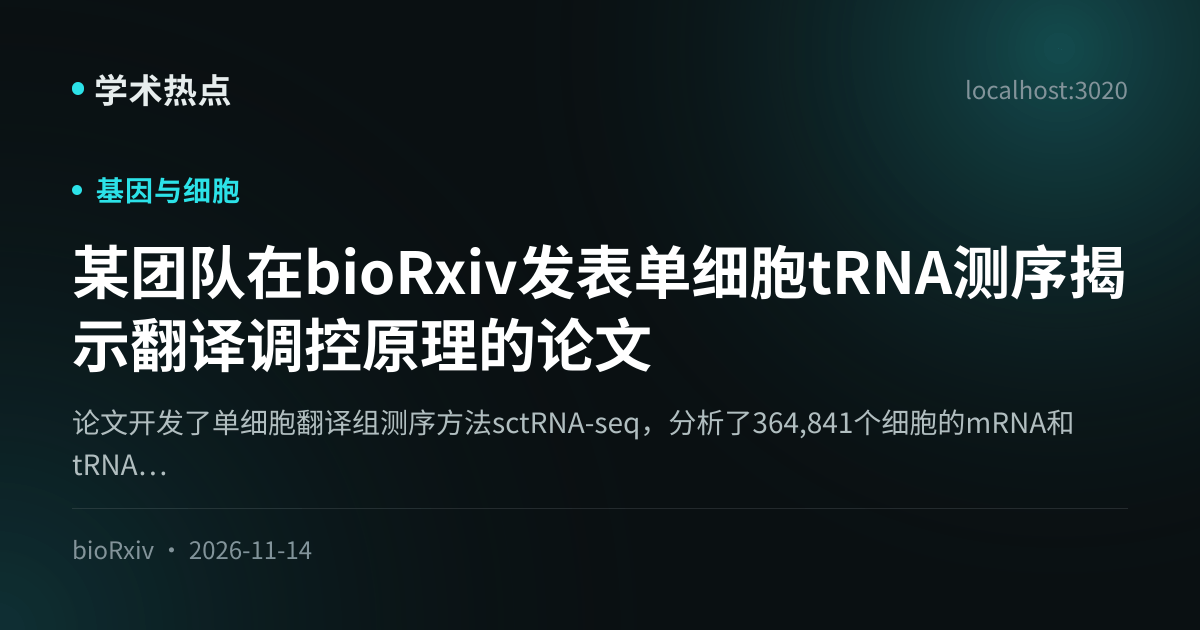 学术热点
localhost:3020
基因与细胞
某团队在bioRxiv发表单细胞tRNA测序揭
示翻译调控原理的论文
论文开发了单细胞翻译组测序方法sctRNA-seq，分析了364,841个细胞的mRNA和
tRNA…
bioRxiv • 2026-11-14